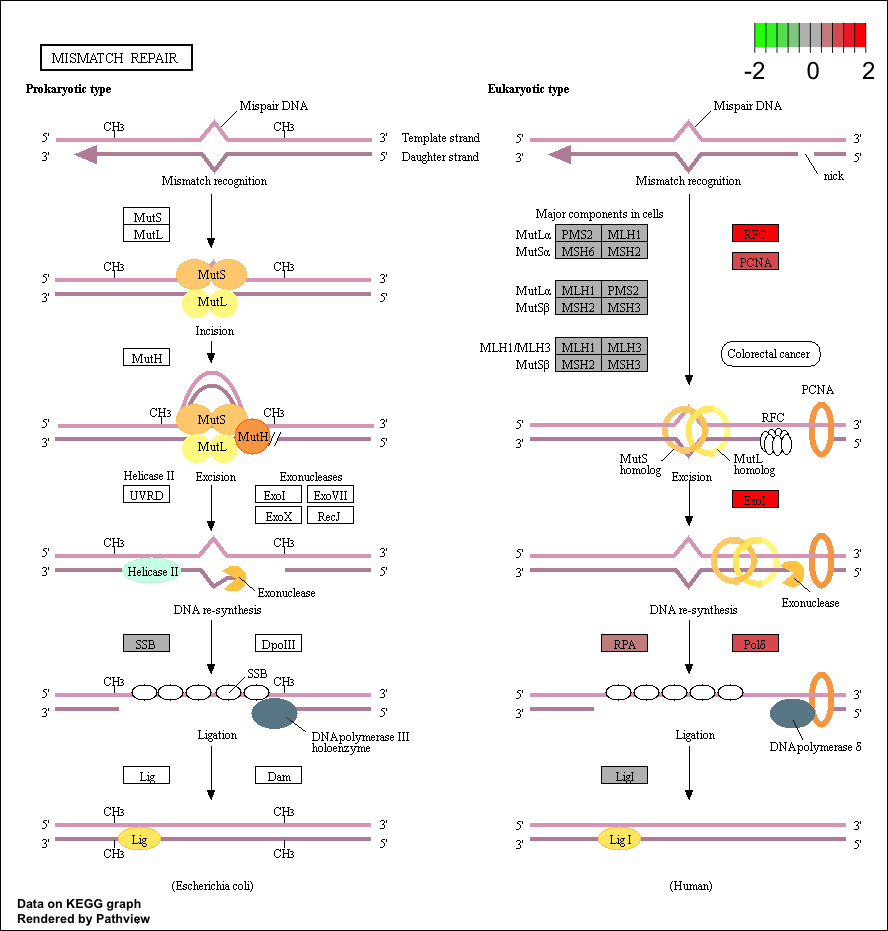 MISMATCH REPAIR
-2 0 2
Prokaryotic type
Mispair DNA
CH3 CH3
5' 3'
Template strand
3' 5'
Daughter strand
Mismatch recognition
MutS
MutL
CH3 CH3
5' MutS 3'
3' MutL 5'
Incision
MutH
CH3 CH3
5' MutS 3'
3' MutL MutH // 5'
Helicase II Excision Exonucleases
UVRD ExoI ExoVII
ExoX RecJ
CH3 CH3
5' 3'
3' Helicase II 5'
Exonuclease
DNA re-synthesis
SSB DpoIII
SSB
CH3 CH3
5' 3'
3' 5'
DNA polymerase III
holoenzyme
Ligation
Lig Dam
CH3 CH3
5' 3'
3' Lig 5'
CH3 CH3
(Escherichia coli)
Eukaryotic type
Mispair DNA
5' 3'
3' 5'
nick
Mismatch recognition
Major components in cells
MutLα PMS2 MLH1 RFC
MutSα MSH6 MSH2
PCNA
MutLα MLH1 PMS2
MutSβ MSH2 MSH3
MLH1/MLH3 MLH1 MLH3
MutSβ MSH2 MSH3
Colorectal cancer
PCNA
RFC
5' 3'
3' 5'
MutS
homolog
MutL
homolog
Excision
ExoI
5' 3'
3' 5'
Exonuclease
DNA re-synthesis
RPA Polδ
5' 3'
3' 5'
DNA polymerase δ
Ligation
LigI
5' 3'
3' Lig I 5'
(Human)
Data on KEGG graph
Rendered by Pathview